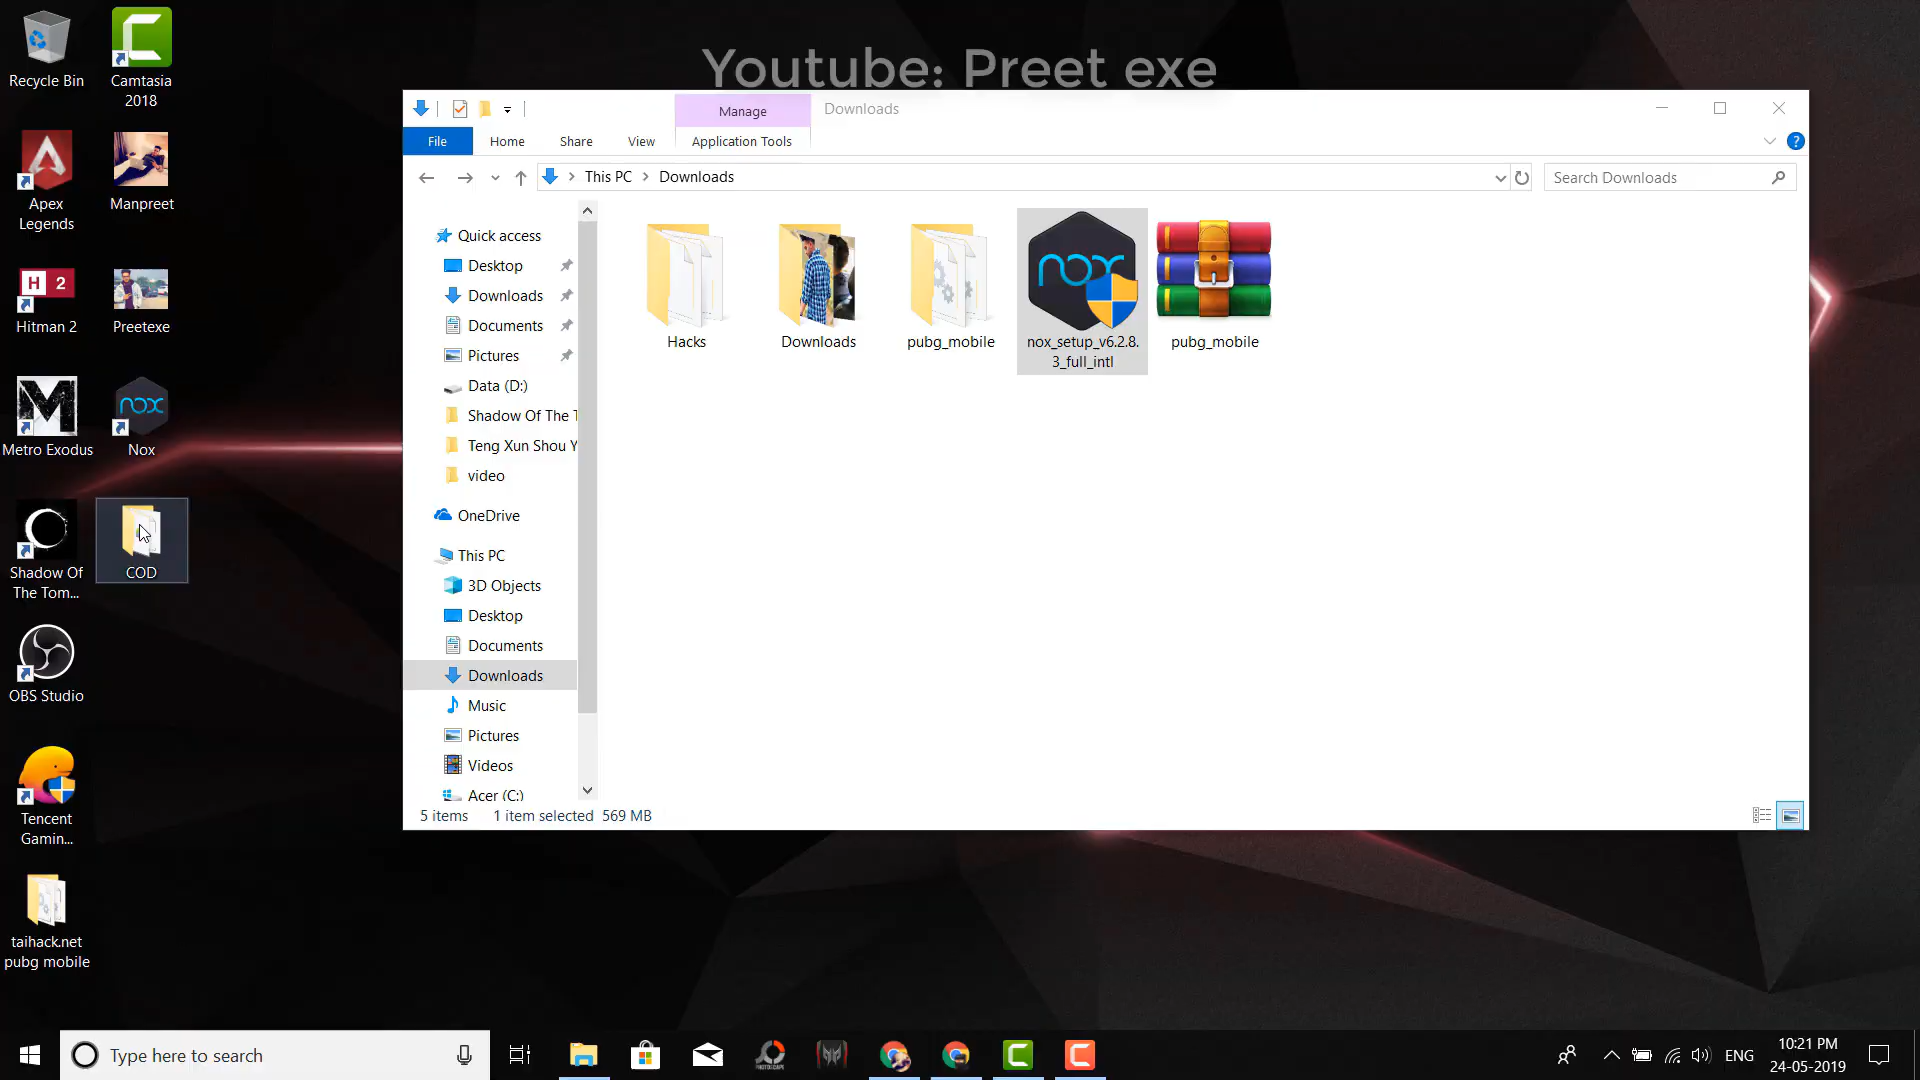 Youtube: Preet exe
Recycle Bin
Camtasia
2018
Apex
Legends
Manpreet
H 2
Hitman 2
Preetexe
Metro Exodus
nox
Nox
Shadow Of
The Tom...
COD
OBS Studio
Tencent
Gamin...
taihack.net
pubg mobile
Manage
Downloads
File
Home
Share
View
Application Tools
This PC
Downloads
Search Downloads
Quick access
Desktop
Downloads
Documents
Pictures
Data (D:)
Shadow Of The T
Teng Xun Shou Y
video
OneDrive
This PC
3D Objects
Desktop
Documents
Downloads
Music
Pictures
Videos
Acer (C:)
Hacks
Downloads
pubg_mobile
nox
nox_setup_v6.2.8.
3_full_intl
pubg_mobile
5 items
1 item selected 569 MB
Type here to search
ENG
10:21 PM
24-05-2019